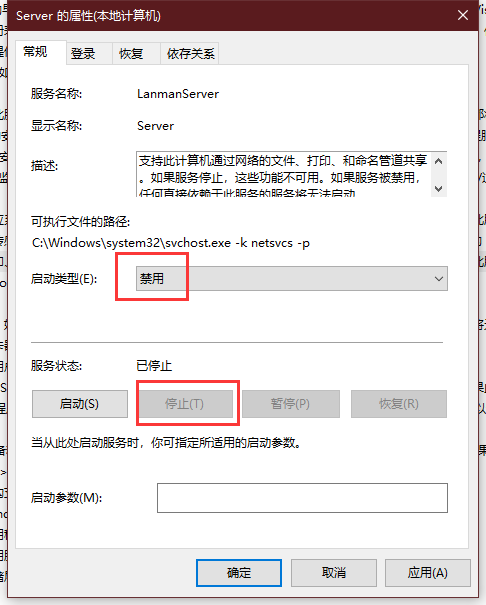 Server 的属性(本地计算机)
常规 登录 恢复 依存关系
服务名称: LanmanServer
显示名称: Server
描述: 支持此计算机通过网络的文件、打印、和命名管道共享
。如果服务停止，这些功能不可用。如果服务被禁用，
任何直接依赖于此服务的服务将无法启动
可执行文件的路径:
C:\Windows\system32\svchost.exe -k netsvcs -p
启动类型(E): 禁用
服务状态: 已停止
启动(S) 停止(T) 暂停(P) 恢复(R)
当从此处启动服务时，你可指定所适用的启动参数。
启动参数(M):
确定 取消 应用(A)